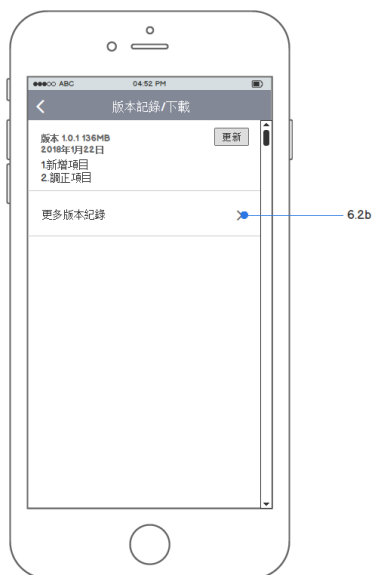 ABC 04:52 PM
版本記錄/下載
版本 1.0.1 136MB 更新
2018年1月22日
1.新增項目
2.調正項目
更多版本紀錄
6.2b